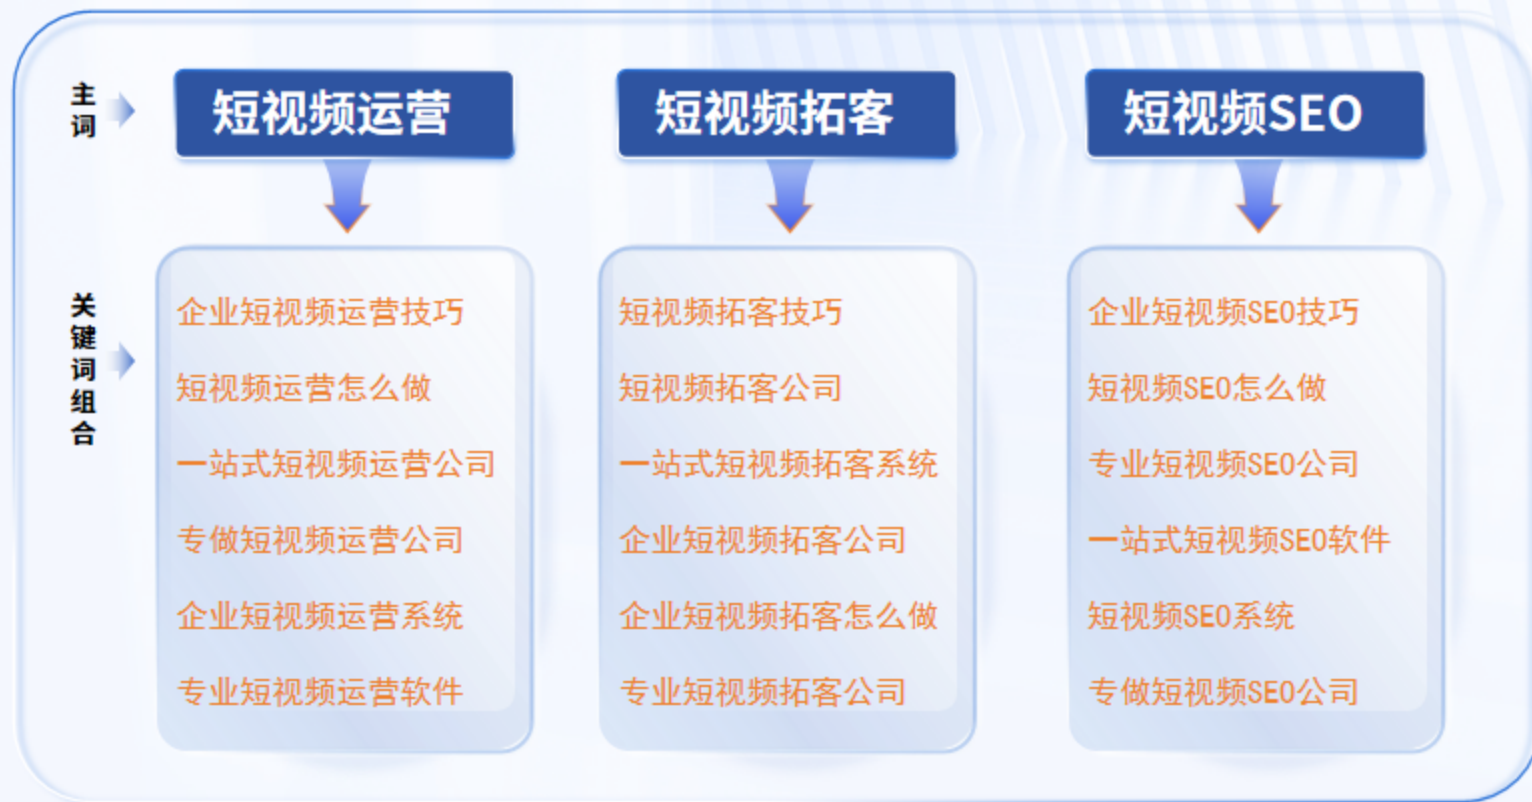 主词
短视频运营
短视频拓客
短视频SEO
关键词组合
企业短视频运营技巧
短视频运营怎么做
一站式短视频运营公司
专做短视频运营公司
企业短视频运营系统
专业短视频运营软件
短视频拓客技巧
短视频拓客公司
一站式短视频拓客系统
企业短视频拓客公司
企业短视频拓客怎么做
专业短视频拓客公司
企业短视频SEO技巧
短视频SEO怎么做
专业短视频SEO公司
一站式短视频SEO软件
短视频SEO系统
专做短视频SEO公司